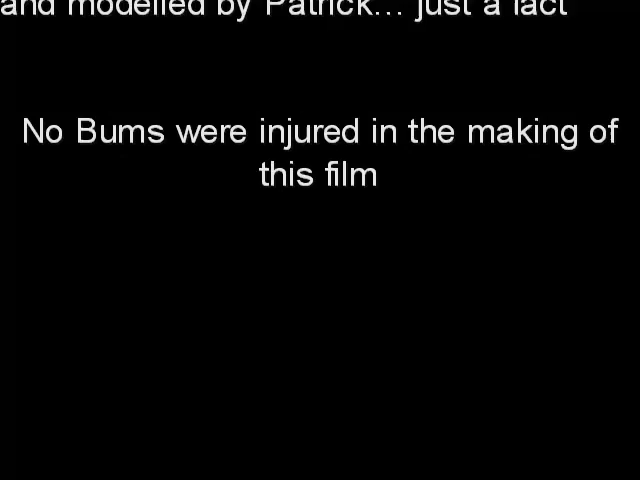 and modelled by Patrick... just a fact
No Bums were injured in the making of
this film